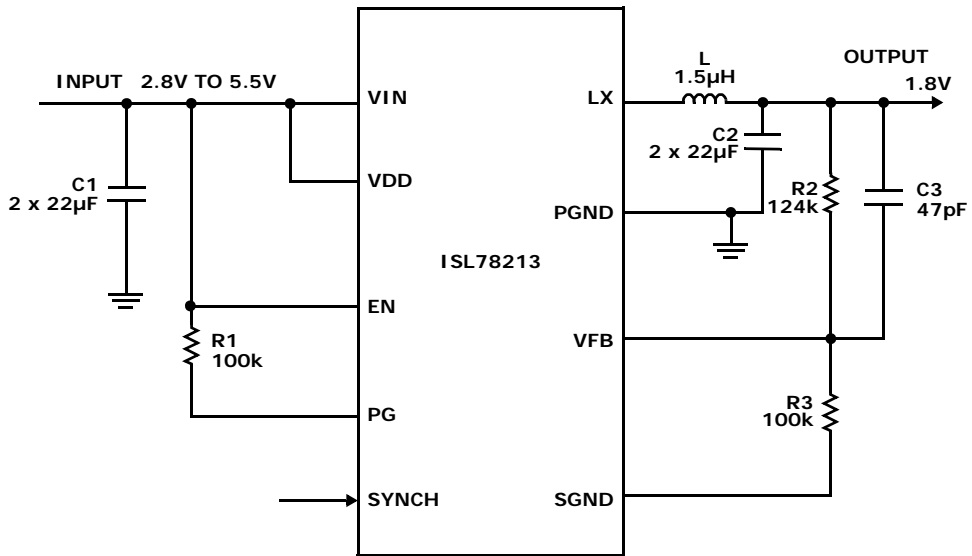 INPUT 2.8V TO 5.5V
VIN
LX
L
1.5µH
OUTPUT
1.8V
C1
2 x 22µF
VDD
C2
2 x 22µF
R2
124k
C3
47pF
PGND
ISL78213
EN
R1
100k
VFB
PG
R3
100k
SYNCH
SGND